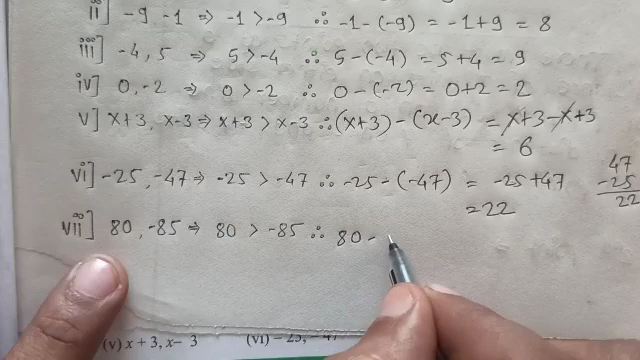 ii] -9 -1 ⇒ -1 > -9 ∴ -1 - (-9) = -1+9 = 8
iii] -4, 5 ⇒ 5 > -4 ∴ 5 - (-4) = 5+4 = 9
iv] 0, -2 ⇒ 0 > -2 ∴ 0 - (-2) = 0+2 = 2
v] x+3, x-3 ⇒ x+3 > x-3 ∴ (x+3) - (x-3) = x+3-x+3
= 6
vi] -25, -47 ⇒ -25 > -47 ∴ -25 - (-47) = -25+47
= 22
47
-25
22
vii] 80, -85 ⇒ 80 > -85 ∴ 80 -
(v) x + 3, x- 3 (vi) - 25, - 47